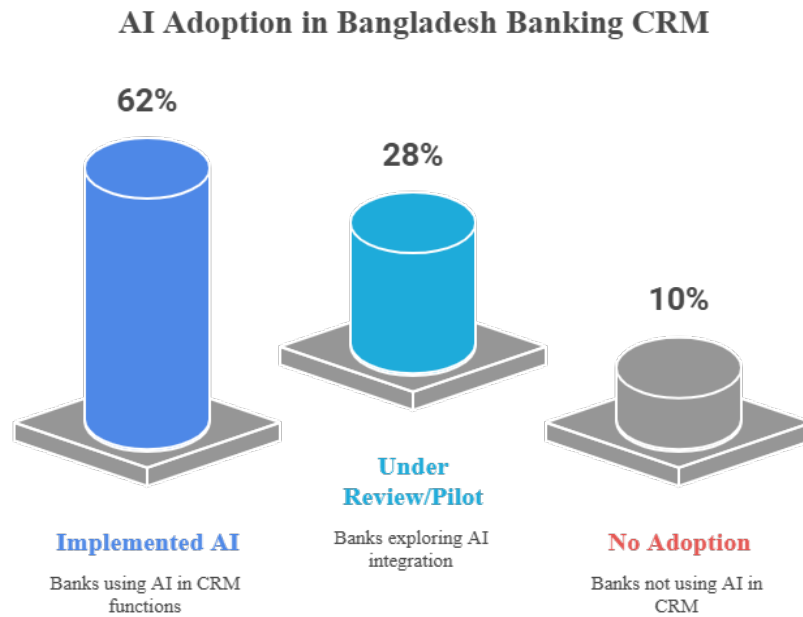 AI Adoption in Bangladesh Banking CRM
62%
28%
10%
Implemented AI
Banks using AI in CRM
functions
Under
Review/Pilot
Banks exploring AI
integration
No Adoption
Banks not using AI in
CRM